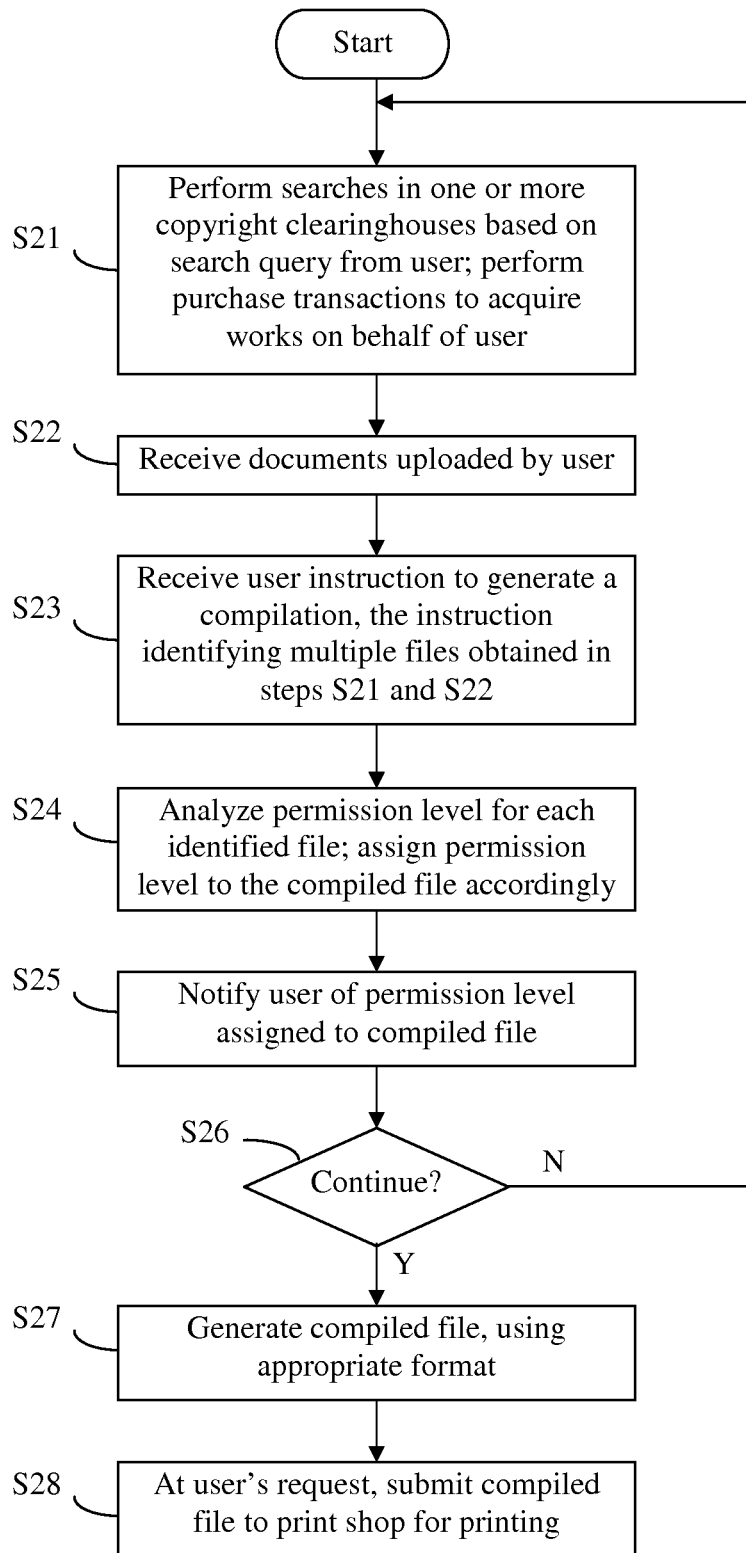 Start
S21
Perform searches in one or more
copyright clearinghouses based on
search query from user; perform
purchase transactions to acquire
works on behalf of user
S22
Receive documents uploaded by user
S23
Receive user instruction to generate a
compilation, the instruction
identifying multiple files obtained in
steps S21 and S22
S24
Analyze permission level for each
identified file; assign permission
level to the compiled file accordingly
S25
Notify user of permission level
assigned to compiled file
S26
Continue?
N
Y
S27
Generate compiled file, using
appropriate format
S28
At user's request, submit compiled
file to print shop for printing